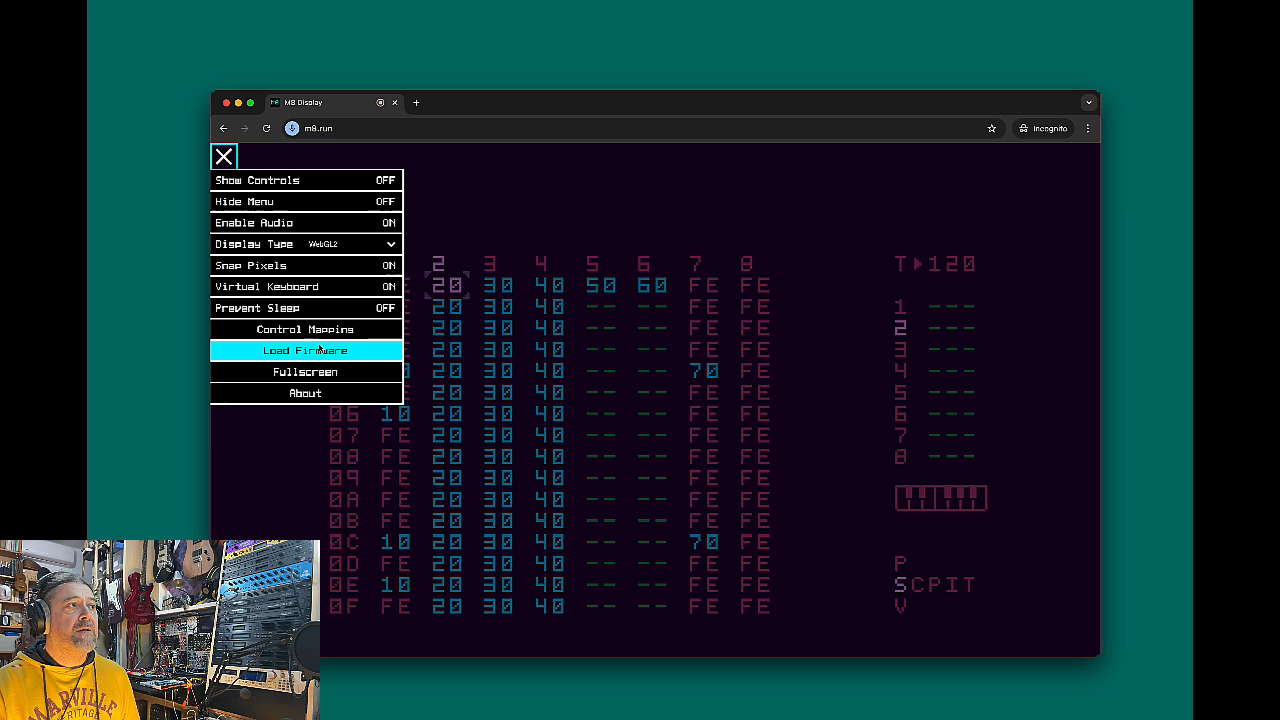 M8 Display
m8.run
Incognito
Show Controls OFF
Hide Menu OFF
Enable Audio ON
Display Type WebGL2
Snap Pixels ON
Virtual Keyboard ON
Prevent Sleep OFF
Control Mappings
Load Firmware
Fullscreen
About
2 3 4 5 6 7 8
20 30 40 50 60 FE FE
20 30 40 -- -- FE FE
20 30 40 -- -- FE FE
20 30 40 -- -- FE FE
0 20 30 40 -- -- 70 FE
20 30 40 -- -- FE FE
06 10 20 30 40 -- -- FE FE
07 FE 20 30 40 -- -- FE FE
08 FE 20 30 40 -- -- FE FE
09 FE 20 30 40 -- -- FE FE
0A FE 20 30 40 -- -- FE FE
0B FE 20 30 40 -- -- FE FE
0C 10 20 30 40 -- -- 70 FE
0D FE 20 30 40 -- -- FE FE
0E 10 20 30 40 -- -- FE FE
0F FE 20 30 40 -- -- FE FE
T▶120
1 ---
2 ---
3 ---
4 ---
5 ---
6 ---
7 ---
8 ---
P
SCPIT
V
MARVILLE
HERITAGE